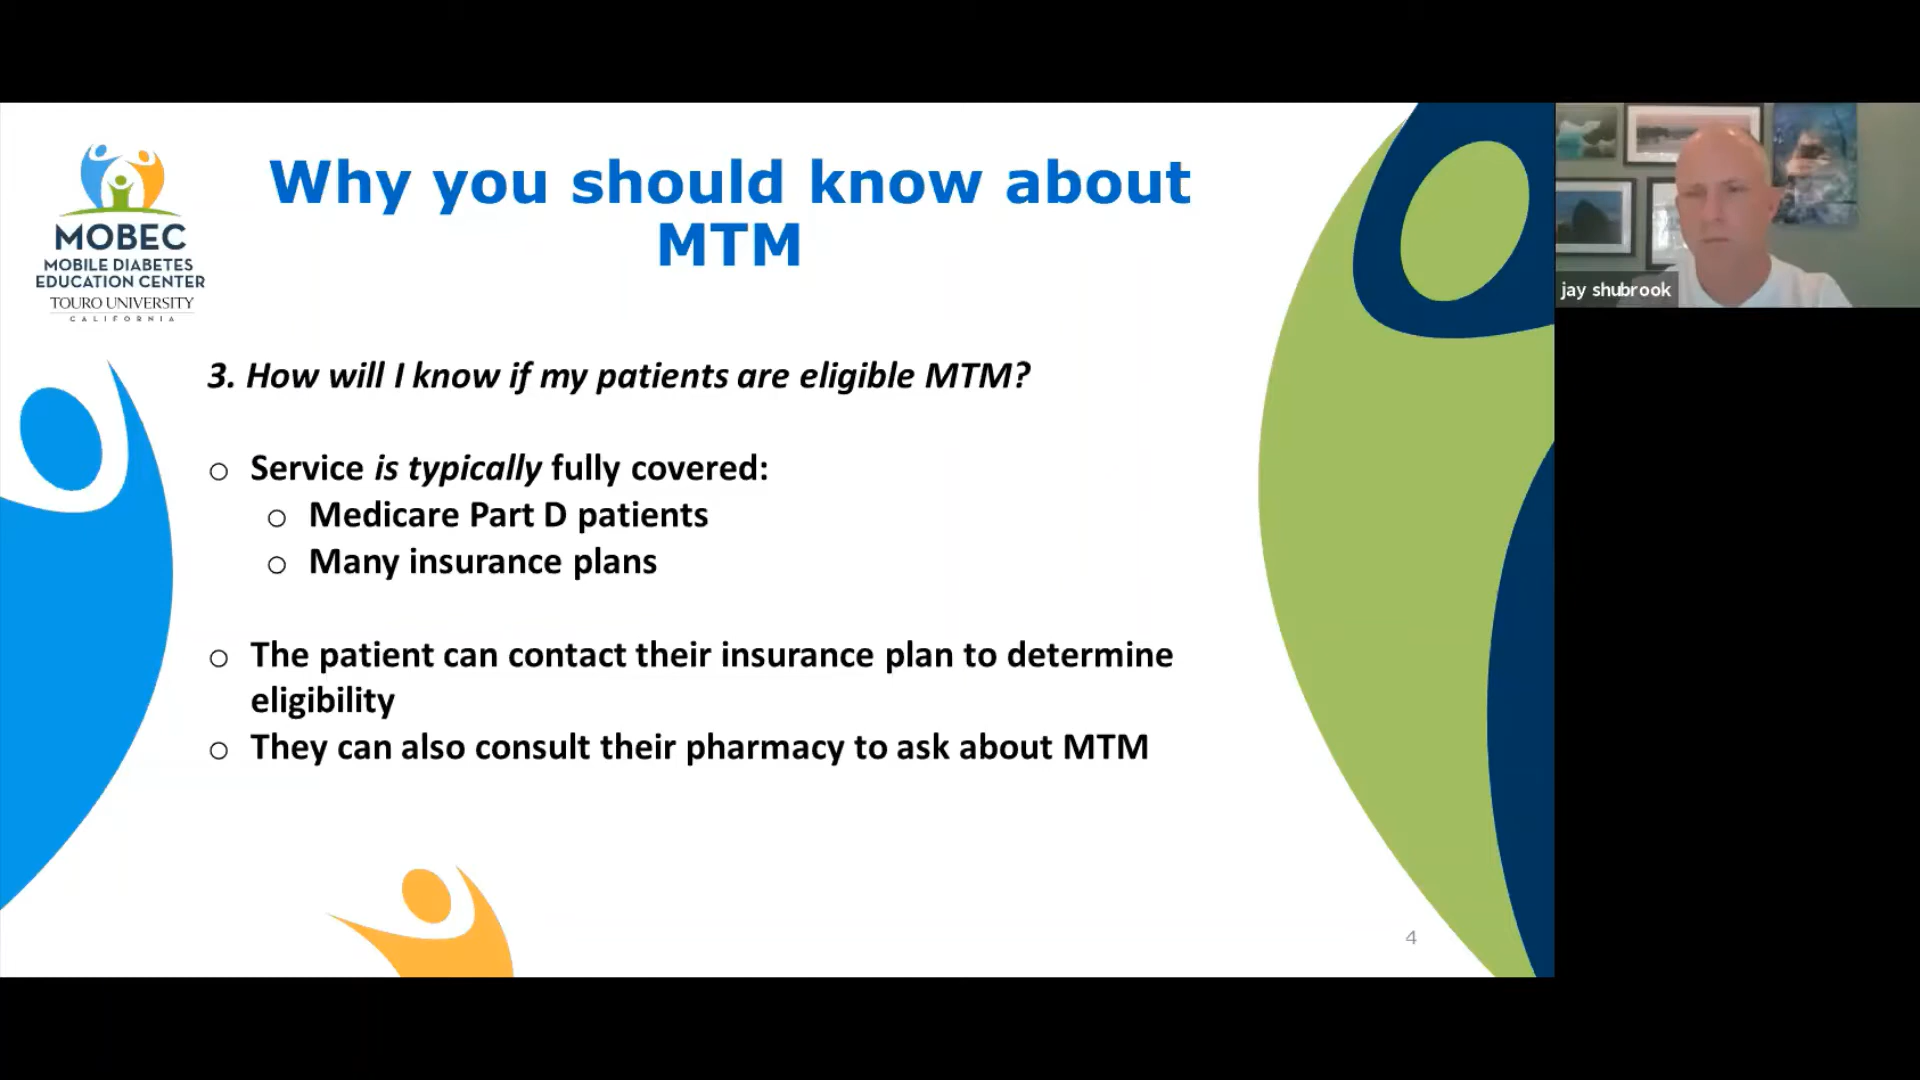 Why you should know about
MTM
MOBEC
MOBILE DIABETES
EDUCATION CENTER
TOURO UNIVERSITY
CALIFORNIA
jay shubrook
3. How will I know if my patients are eligible MTM?
o Service is typically fully covered:
o Medicare Part D patients
o Many insurance plans
o The patient can contact their insurance plan to determine
eligibility
o They can also consult their pharmacy to ask about MTM
4